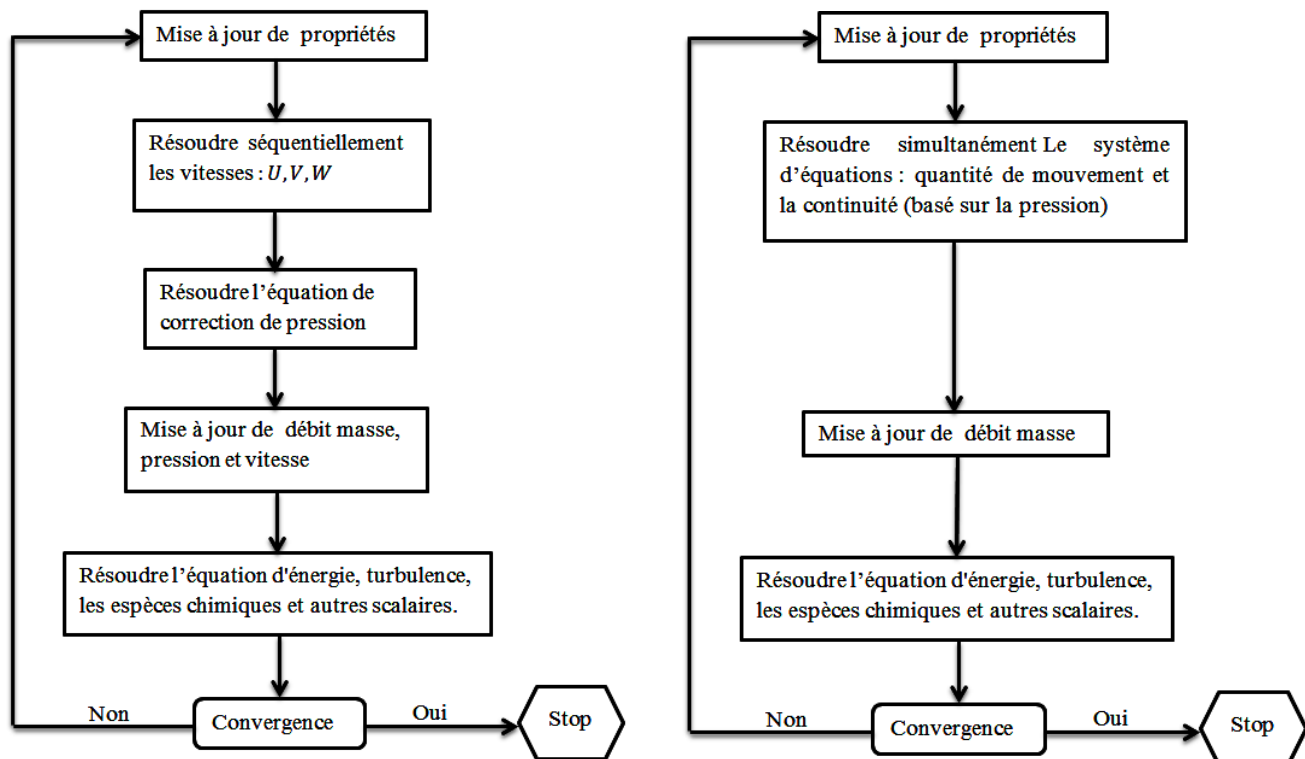 Mise à jour de propriétés
Résoudre séquentiellement
les vitesses : U, V, W
Résoudre l’équation de
correction de pression
Mise à jour de débit masse,
pression et vitesse
Résoudre l’équation d'énergie, turbulence,
les espèces chimiques et autres scalaires.
Non
Convergence
Oui
Stop
Mise à jour de propriétés
Résoudre simultanément Le système
d’équations : quantité de mouvement et
la continuité (basé sur la pression)
Mise à jour de débit masse
Résoudre l’équation d'énergie, turbulence,
les espèces chimiques et autres scalaires.
Non
Convergence
Oui
Stop